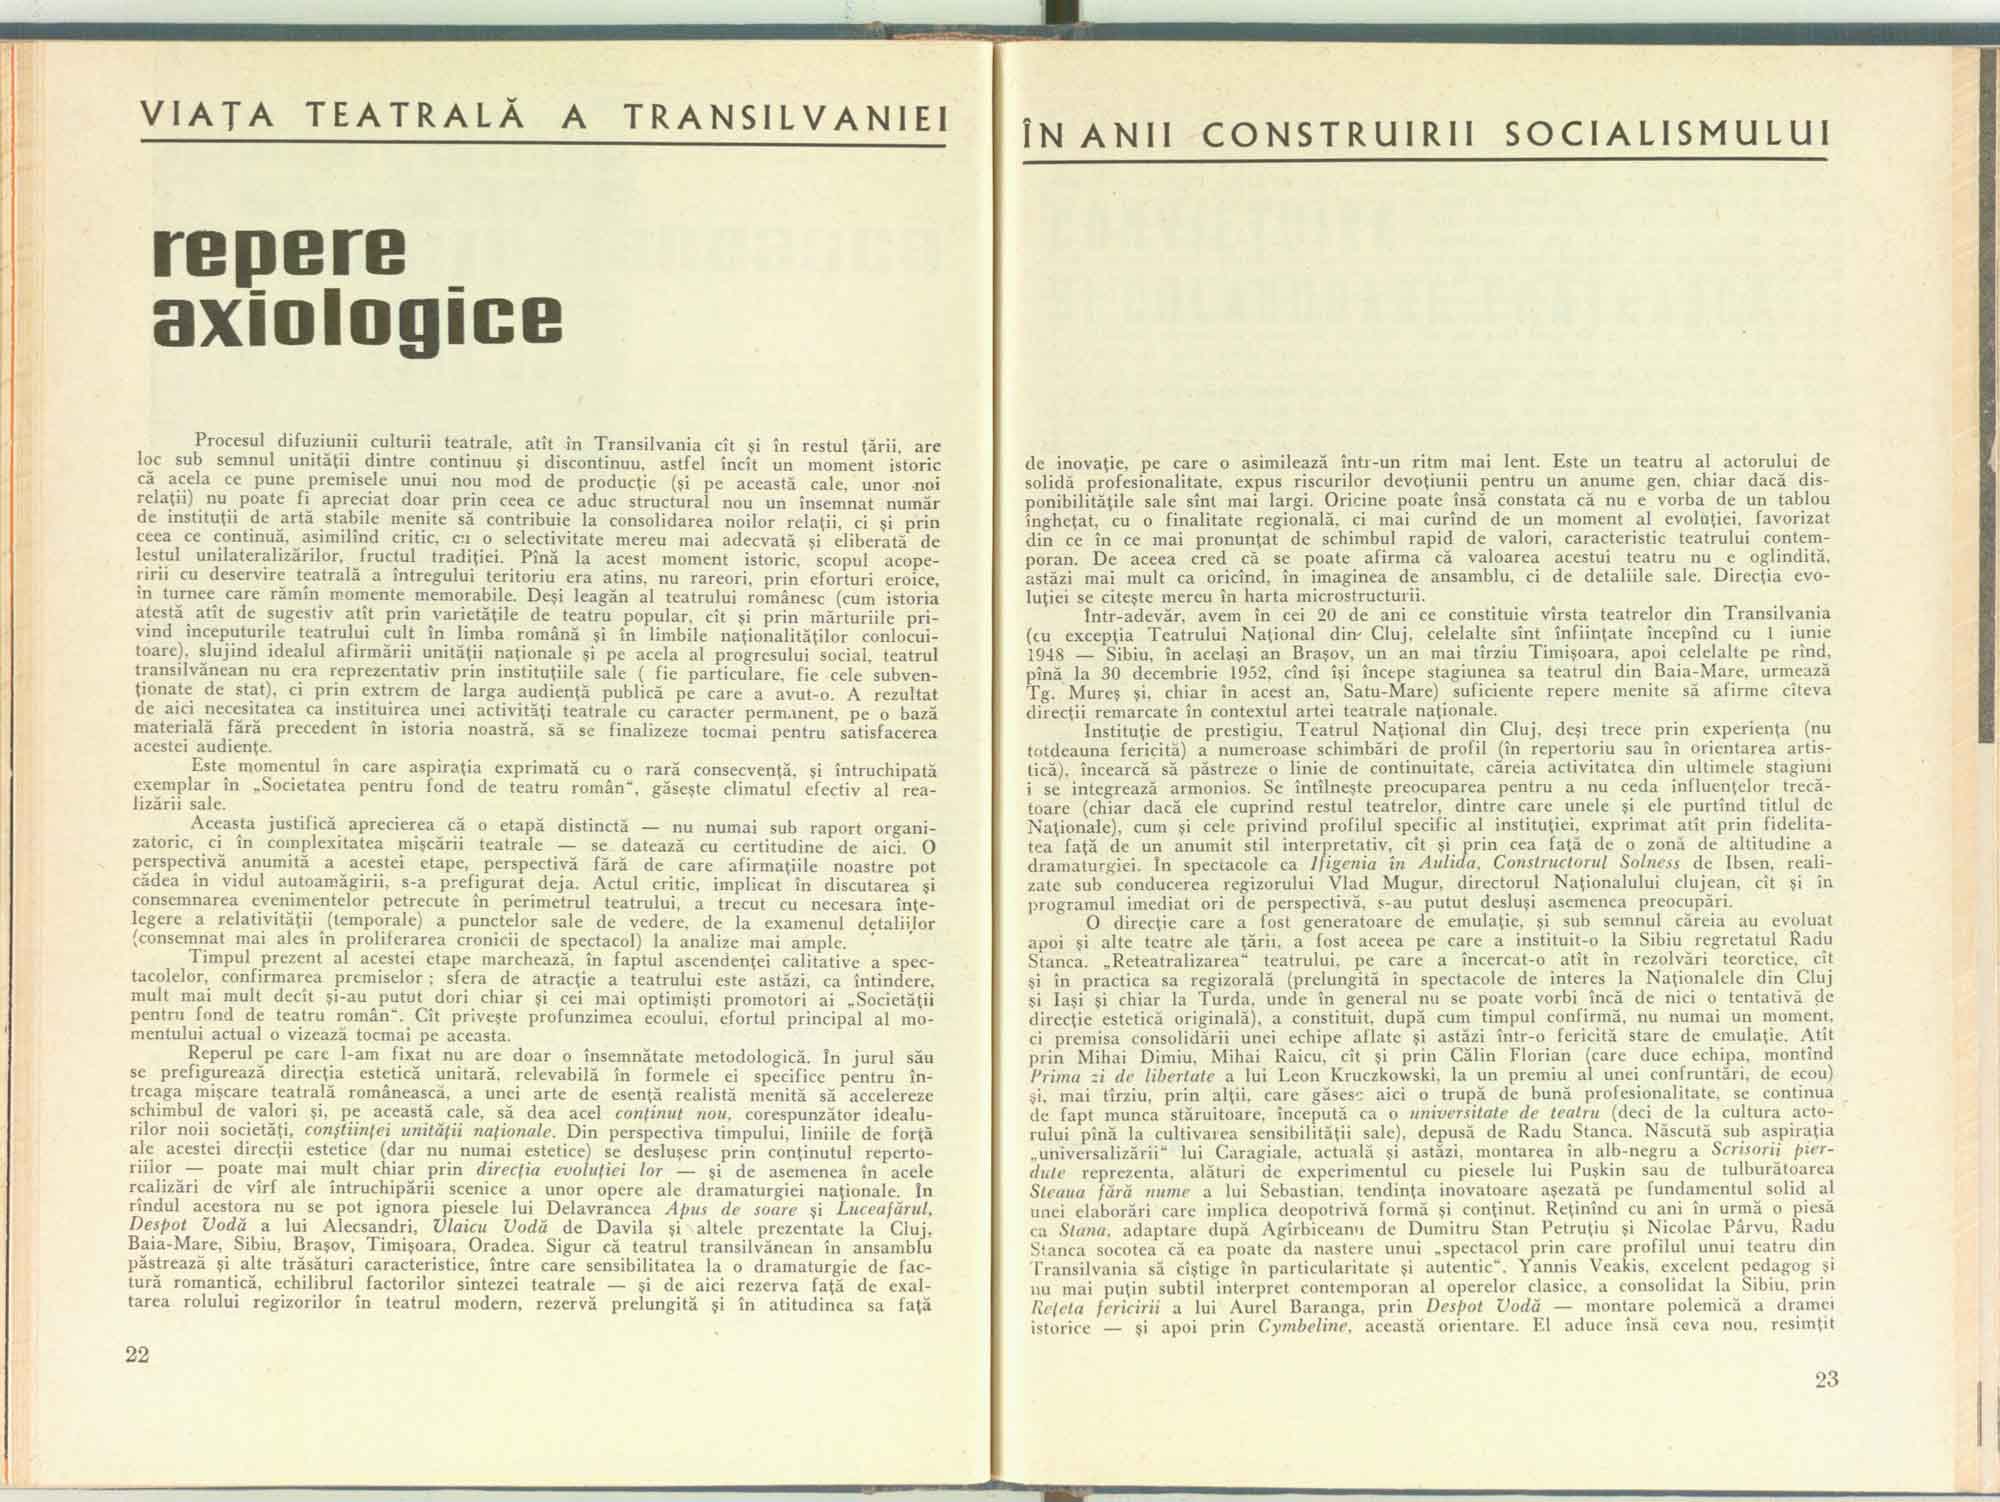 VIAȚA TEATRALĂ A TRANSILVANIEI
repere
axiologice
Procesul difuziunii culturii teatrale, atît în Transilvania cît și în restul țării, are
loc sub semnul unității dintre continuu și discontinuu, astfel încît un moment istoric
că acela ce pune premisele unui nou mod de producție (și pe această cale, unor noi
relații) nu poate fi apreciat doar prin ceea ce aduc structural nou un însemnat număr
de instituții de artă stabile menite să contribuie la consolidarea noilor relații, ci și prin
ceea ce continuă, asimilînd critic, cu o selectivitate mereu mai adecvată și eliberată de
lestul unilateralizărilor, fructul tradiției. Pînă la acest moment istoric, scopul acope-
ririi cu deservire teatrală a întregului teritoriu era atins, nu rareori, prin eforturi eroice,
în turnee care rămîn momente memorabile. Deși leagăn al teatrului românesc (cum istoria
atestă atît de sugestiv atît prin varietățile de teatru popular, cît și prin mărturiile pri-
vind începuturile teatrului cult în limba română și în limbile naționalităților conlocui-
toare), slujind idealul afirmării unității naționale și pe acela al progresului social, teatrul
transilvănean nu era reprezentativ prin instituțiile sale ( fie particulare, fie cele subven-
ționate de stat), ci prin extrem de larga audiență publică pe care a avut-o. A rezultat
de aici necesitatea ca instituirea unei activități teatrale cu caracter permanent, pe o bază
materială fără precedent în istoria noastră, să se finalizeze tocmai pentru satisfacerea
acestei audiențe.
Este momentul în care aspirația exprimată cu o rară consecvență, și întruchipată
exemplar în „Societatea pentru fond de teatru român“, găsește climatul efectiv al rea-
lizării sale.
Aceasta justifică aprecierea că o etapă distinctă — nu numai sub raport organi-
zatoric, ci în complexitatea mișcării teatrale — se datează cu certitudine de aici. O
perspectivă anumită a acestei etape, perspectivă fără de care afirmațiile noastre pot
cădea în vidul autoamăgirii, s-a prefigurat deja. Actul critic, implicat în discutarea și
consemnarea evenimentelor petrecute în perimetrul teatrului, a trecut cu necesara înțe-
legere a relativității (temporale) a punctelor sale de vedere, de la examenul detaliilor
(consemnat mai ales în proliferarea cronicii de spectacol) la analize mai ample.
Timpul prezent al acestei etape marchează, în faptul ascendenței calitative a spec-
tacolelor, confirmarea premiselor ; sfera de atracție a teatrului este astăzi, ca întindere,
mult mai mult decît și-au putut dori chiar și cei mai optimiști promotori ai „Societății
pentru fond de teatru român“. Cît privește profunzimea ecoului, efortul principal al mo-
mentului actual o vizează tocmai pe aceasta.
Reperul pe care l-am fixat nu are doar o însemnătate metodologică. În jurul său
se prefigurează direcția estetică unitară, relevabilă în formele ei specifice pentru în-
treaga mișcare teatrală românească, a unei arte de esență realistă menită să accelereze
schimbul de valori și, pe această cale, să dea acel conținut nou, corespunzător idealu-
rilor noii societăți, conștiinței unității naționale. Din perspectiva timpului, liniile de forță
ale acestei direcții estetice (dar nu numai estetice) se deslușesc prin conținutul reperto-
riilor — poate mai mult chiar prin direcția evoluției lor — și de asemenea în acele
realizări de vîrf ale întruchipării scenice a unor opere ale dramaturgiei naționale. În
rîndul acestora nu se pot ignora piesele lui Delavrancea Apus de soare și Luceafărul,
Despot Vodă a lui Alecsandri, Vlaicu Vodă de Davila și altele prezentate la Cluj,
Baia-Mare, Sibiu, Brașov, Timișoara, Oradea. Sigur că teatrul transilvănean în ansamblu
păstrează și alte trăsături caracteristice, între care sensibilitatea la o dramaturgie de fac-
tură romantică, echilibrul factorilor sintezei teatrale — și de aici rezerva față de exal-
tarea rolului regizorilor în teatrul modern, rezervă prelungită și în atitudinea sa față
22
ÎN ANII CONSTRUIRII SOCIALISMULUI
de inovație, pe care o asimilează într-un ritm mai lent. Este un teatru al actorului de
solidă profesionalitate, expus riscurilor devoțiunii pentru un anume gen, chiar dacă dis-
ponibilitățile sale sînt mai largi. Oricine poate însă constata că nu e vorba de un tablou
înghețat, cu o finalitate regională, ci mai curînd de un moment al evoluției, favorizat
din ce în ce mai pronunțat de schimbul rapid de valori, caracteristic teatrului contem-
poran. De aceea cred că se poate afirma că valoarea acestui teatru nu e oglindită,
astăzi mai mult ca oricînd, în imaginea de ansamblu, ci de detaliile sale. Direcția evo-
luției se citește mereu în harta microstructurii.
Într-adevăr, avem în cei 20 de ani ce constituie vîrsta teatrelor din Transilvania
(cu excepția Teatrului Național din Cluj, celelalte sînt înființate începînd cu 1 iunie
1948 — Sibiu, în același an Brașov, un an mai tîrziu Timișoara, apoi celelalte pe rînd,
pînă la 30 decembrie 1952, cînd își începe stagiunea sa teatrul din Baia-Mare, urmează
Tg. Mureș și, chiar în acest an, Satu-Mare) suficiente repere menite să afirme cîteva
direcții remarcate în contextul artei teatrale naționale.
Instituție de prestigiu, Teatrul Național din Cluj, deși trece prin experiența (nu
totdeauna fericită) a numeroase schimbări de profil (în repertoriu sau în orientarea artis-
tică), încearcă să păstreze o linie de continuitate, căreia activitatea din ultimele stagiuni
i se integrează armonios. Se întîlnește preocuparea pentru a nu ceda influențelor trecă-
toare (chiar dacă ele cuprind restul teatrelor, dintre care unele și ele purtînd titlul de
Naționale), cum și cele privind profilul specific al instituției, exprimat atît prin fidelita-
tea față de un anumit stil interpretativ, cît și prin cea față de o zonă de altitudine a
dramaturgiei. În spectacole ca Ifigenia în Aulida, Constructorul Solness de Ibsen, reali-
zate sub conducerea regizorului Vlad Mugur, directorul Naționalului clujean, cît și în
programul imediat ori de perspectivă, s-au putut desluși asemenea preocupări.
O direcție care a fost generatoare de emulație, și sub semnul căreia au evoluat
apoi și alte teatre ale țării, a fost aceea pe care a instituit-o la Sibiu regretatul Radu
Stanca. „Reteatralizarea“ teatrului, pe care a încercat-o atît în rezolvări teoretice, cît
și în practica sa regizorală (prelungită în spectacole de interes la Naționalele din Cluj
și Iași și chiar la Turda, unde în general nu se poate vorbi încă de nici o tentativă de
direcție estetică originală), a constituit, după cum timpul confirmă, nu numai un moment,
ci premisa consolidării unei echipe aflate și astăzi într-o fericită stare de emulație. Atît
prin Mihai Dimiu, Mihai Raicu, cît și prin Călin Florian (care duce echipa, montînd
Prima zi de libertate a lui Leon Kruczkowski, la un premiu al unei confruntări, de ecou)
și, mai tîrziu, prin alții, care găsesc aici o trupă de bună profesionalitate, se continua
de fapt munca stăruitoare, începută ca o universitate de teatru (deci de la cultura acto-
rului pînă la cultivarea sensibilității sale), depusă de Radu Stanca. Născută sub aspirația
„universalizării“ lui Caragiale, actuală și astăzi, montarea în alb-negru a Scrisorii pier-
dute reprezenta, alături de experimentul cu piesele lui Pușkin sau de tulburătoarea
Steaua fără nume a lui Sebastian, tendința inovatoare așezată pe fundamentul solid al
unei elaborări care implica deopotrivă formă și conținut. Reținînd cu ani în urmă o piesă
ca Stana, adaptare după Agîrbiceanu de Dumitru Stan Petruțiu și Nicolae Pârvu, Radu
Stanca socotea că ea poate da naștere unui „spectacol prin care profilul unui teatru din
Transilvania să cîștige în particularitate și autentic“. Yannis Veakis, excelent pedagog și
nu mai puțin subtil interpret contemporan al operelor clasice, a consolidat la Sibiu, prin
Rețeta fericirii a lui Aurel Baranga, prin Despot Vodă — montare polemică a dramei
istorice — și apoi prin Cymbeline, această orientare. El aduce însă ceva nou, resimțit
23